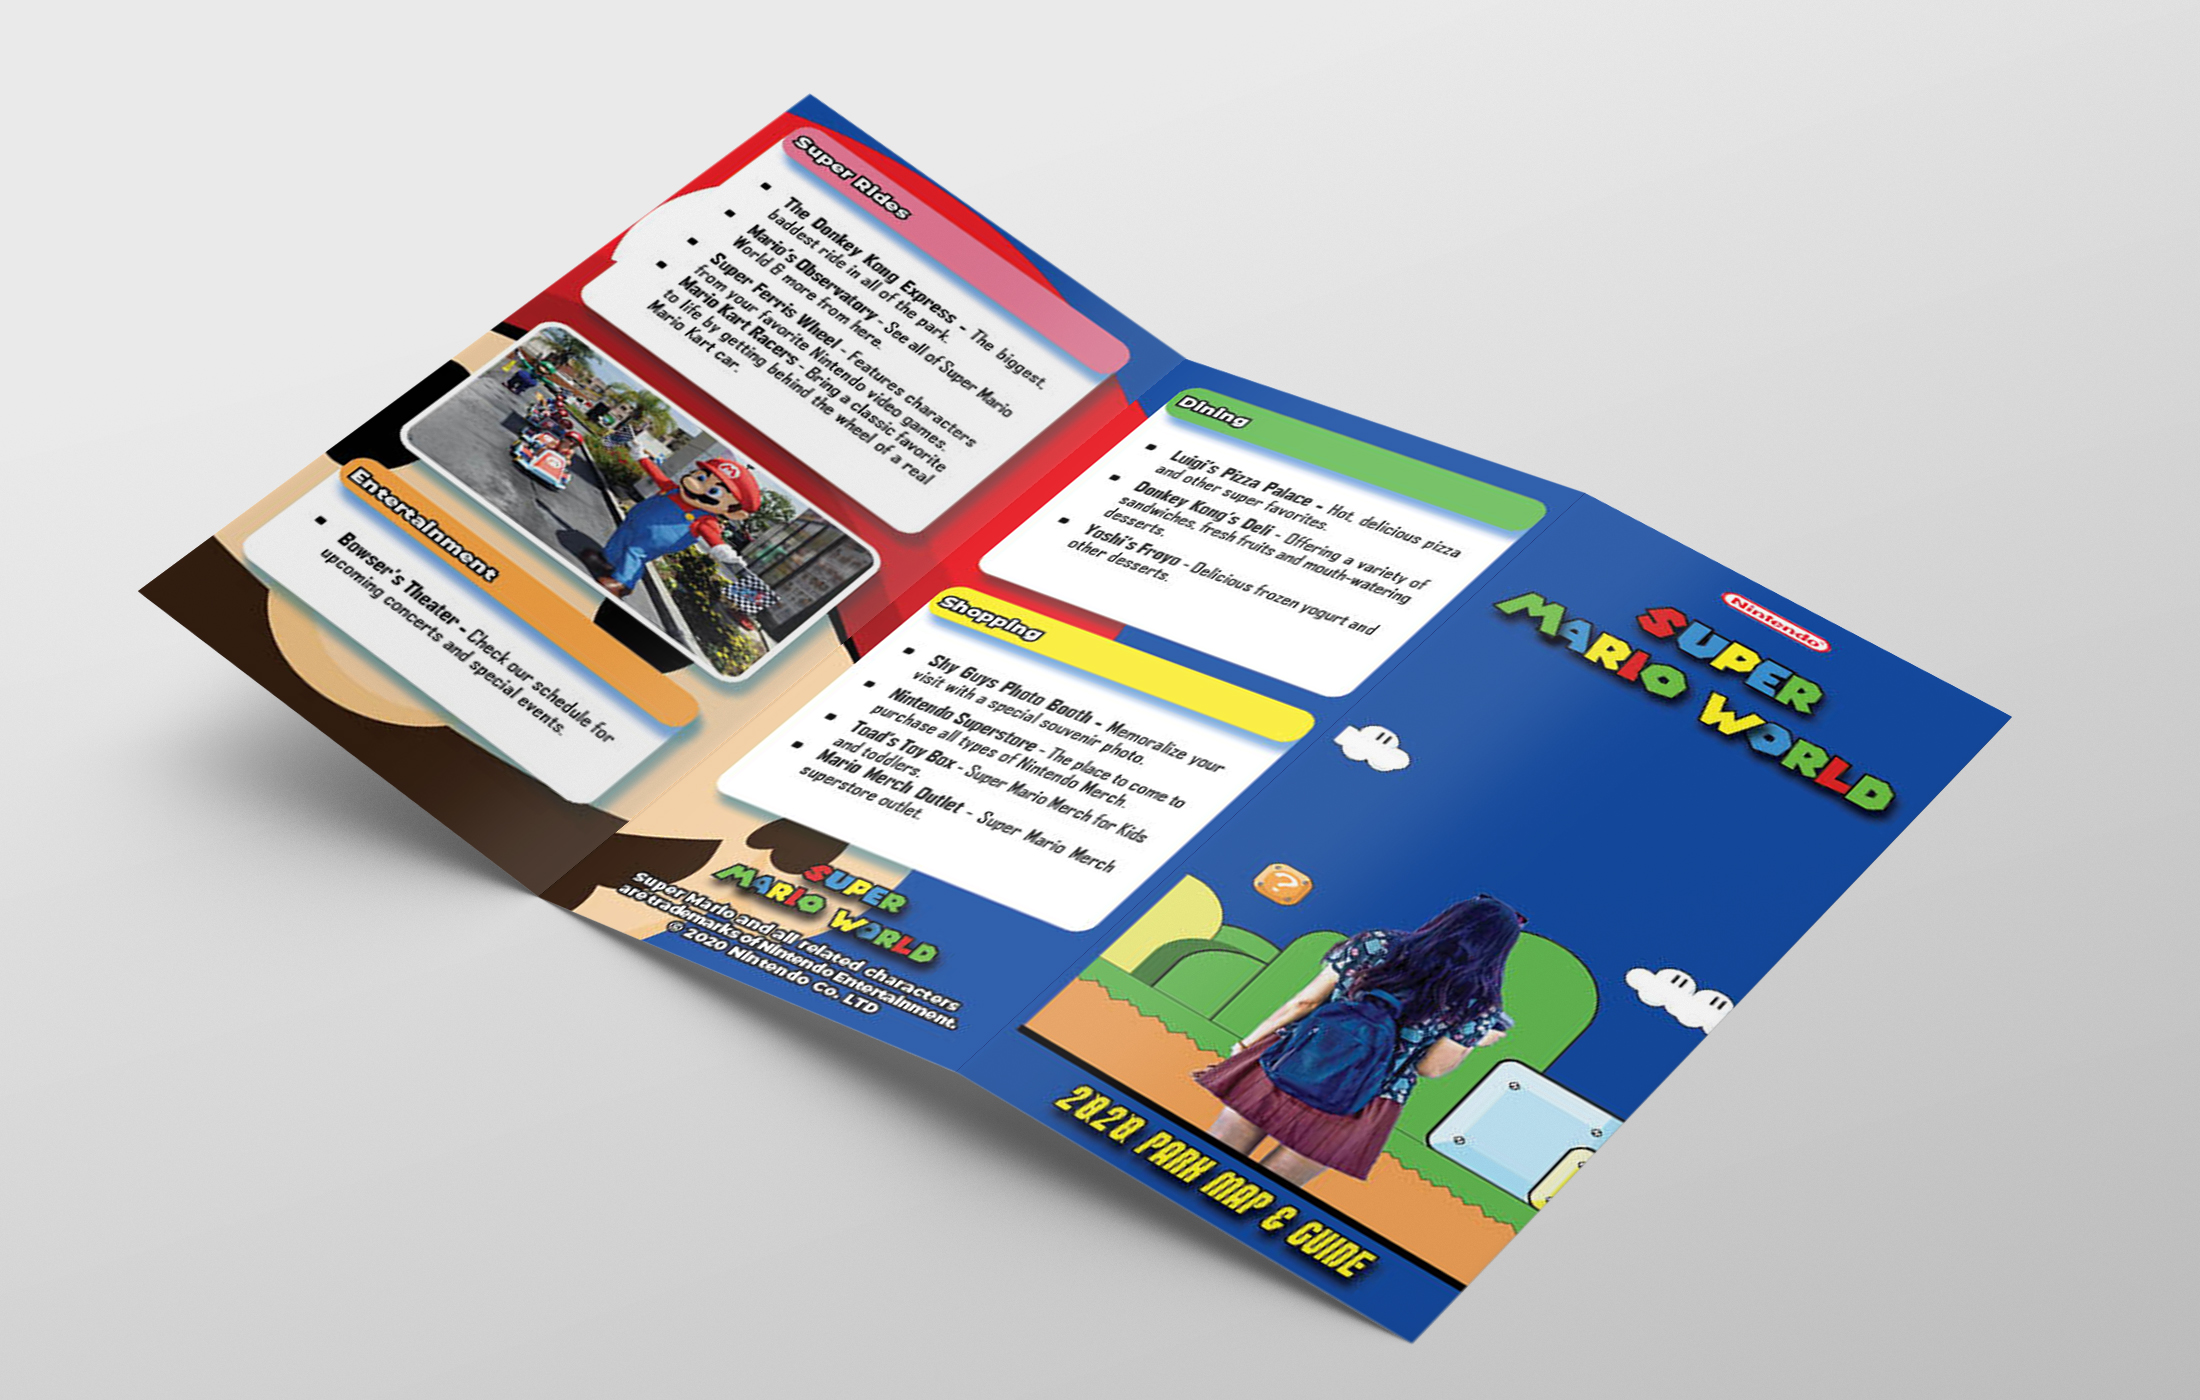 Super Rides
The Donkey Kong Express - The biggest,
baddest ride in all of the park.
Mario's Observatory - See all of Super Mario
World & more from here.
Super Ferris Wheel - Features characters
from your favorite Nintendo video games.
Mario Kart Racers - Bring a classic favorite
to life by getting behind the wheel of a real
Mario Kart car.
Entertainment
Bowser's Theater - Check our schedule for
upcoming concerts and special events.
Dining
Luigi's Pizza Palace - Hot, delicious pizza
and other super favorites.
Donkey Kong's Deli - Offering a variety of
sandwiches, fresh fruits and mouth-watering
desserts.
Yoshi's Froyo - Delicious frozen yogurt and
other desserts.
Shopping
Shy Guys Photo Booth - Memoralize your
visit with a special souvenir photo.
Nintendo Superstore - The place to come to
purchase all types of Nintendo Merch.
Toad's Toy Box - Super Mario Merch for Kids
and toddlers.
Mario Merch Outlet - Super Mario Merch
superstore outlet.
SUPER
MARIO WORLD
Super Mario and all related characters
are trademarks of Nintendo Entertainment.
© 2020 Nintendo Co. LTD
Nintendo
SUPER
MARIO WORLD
?
2020 PARK MAP & GUIDE